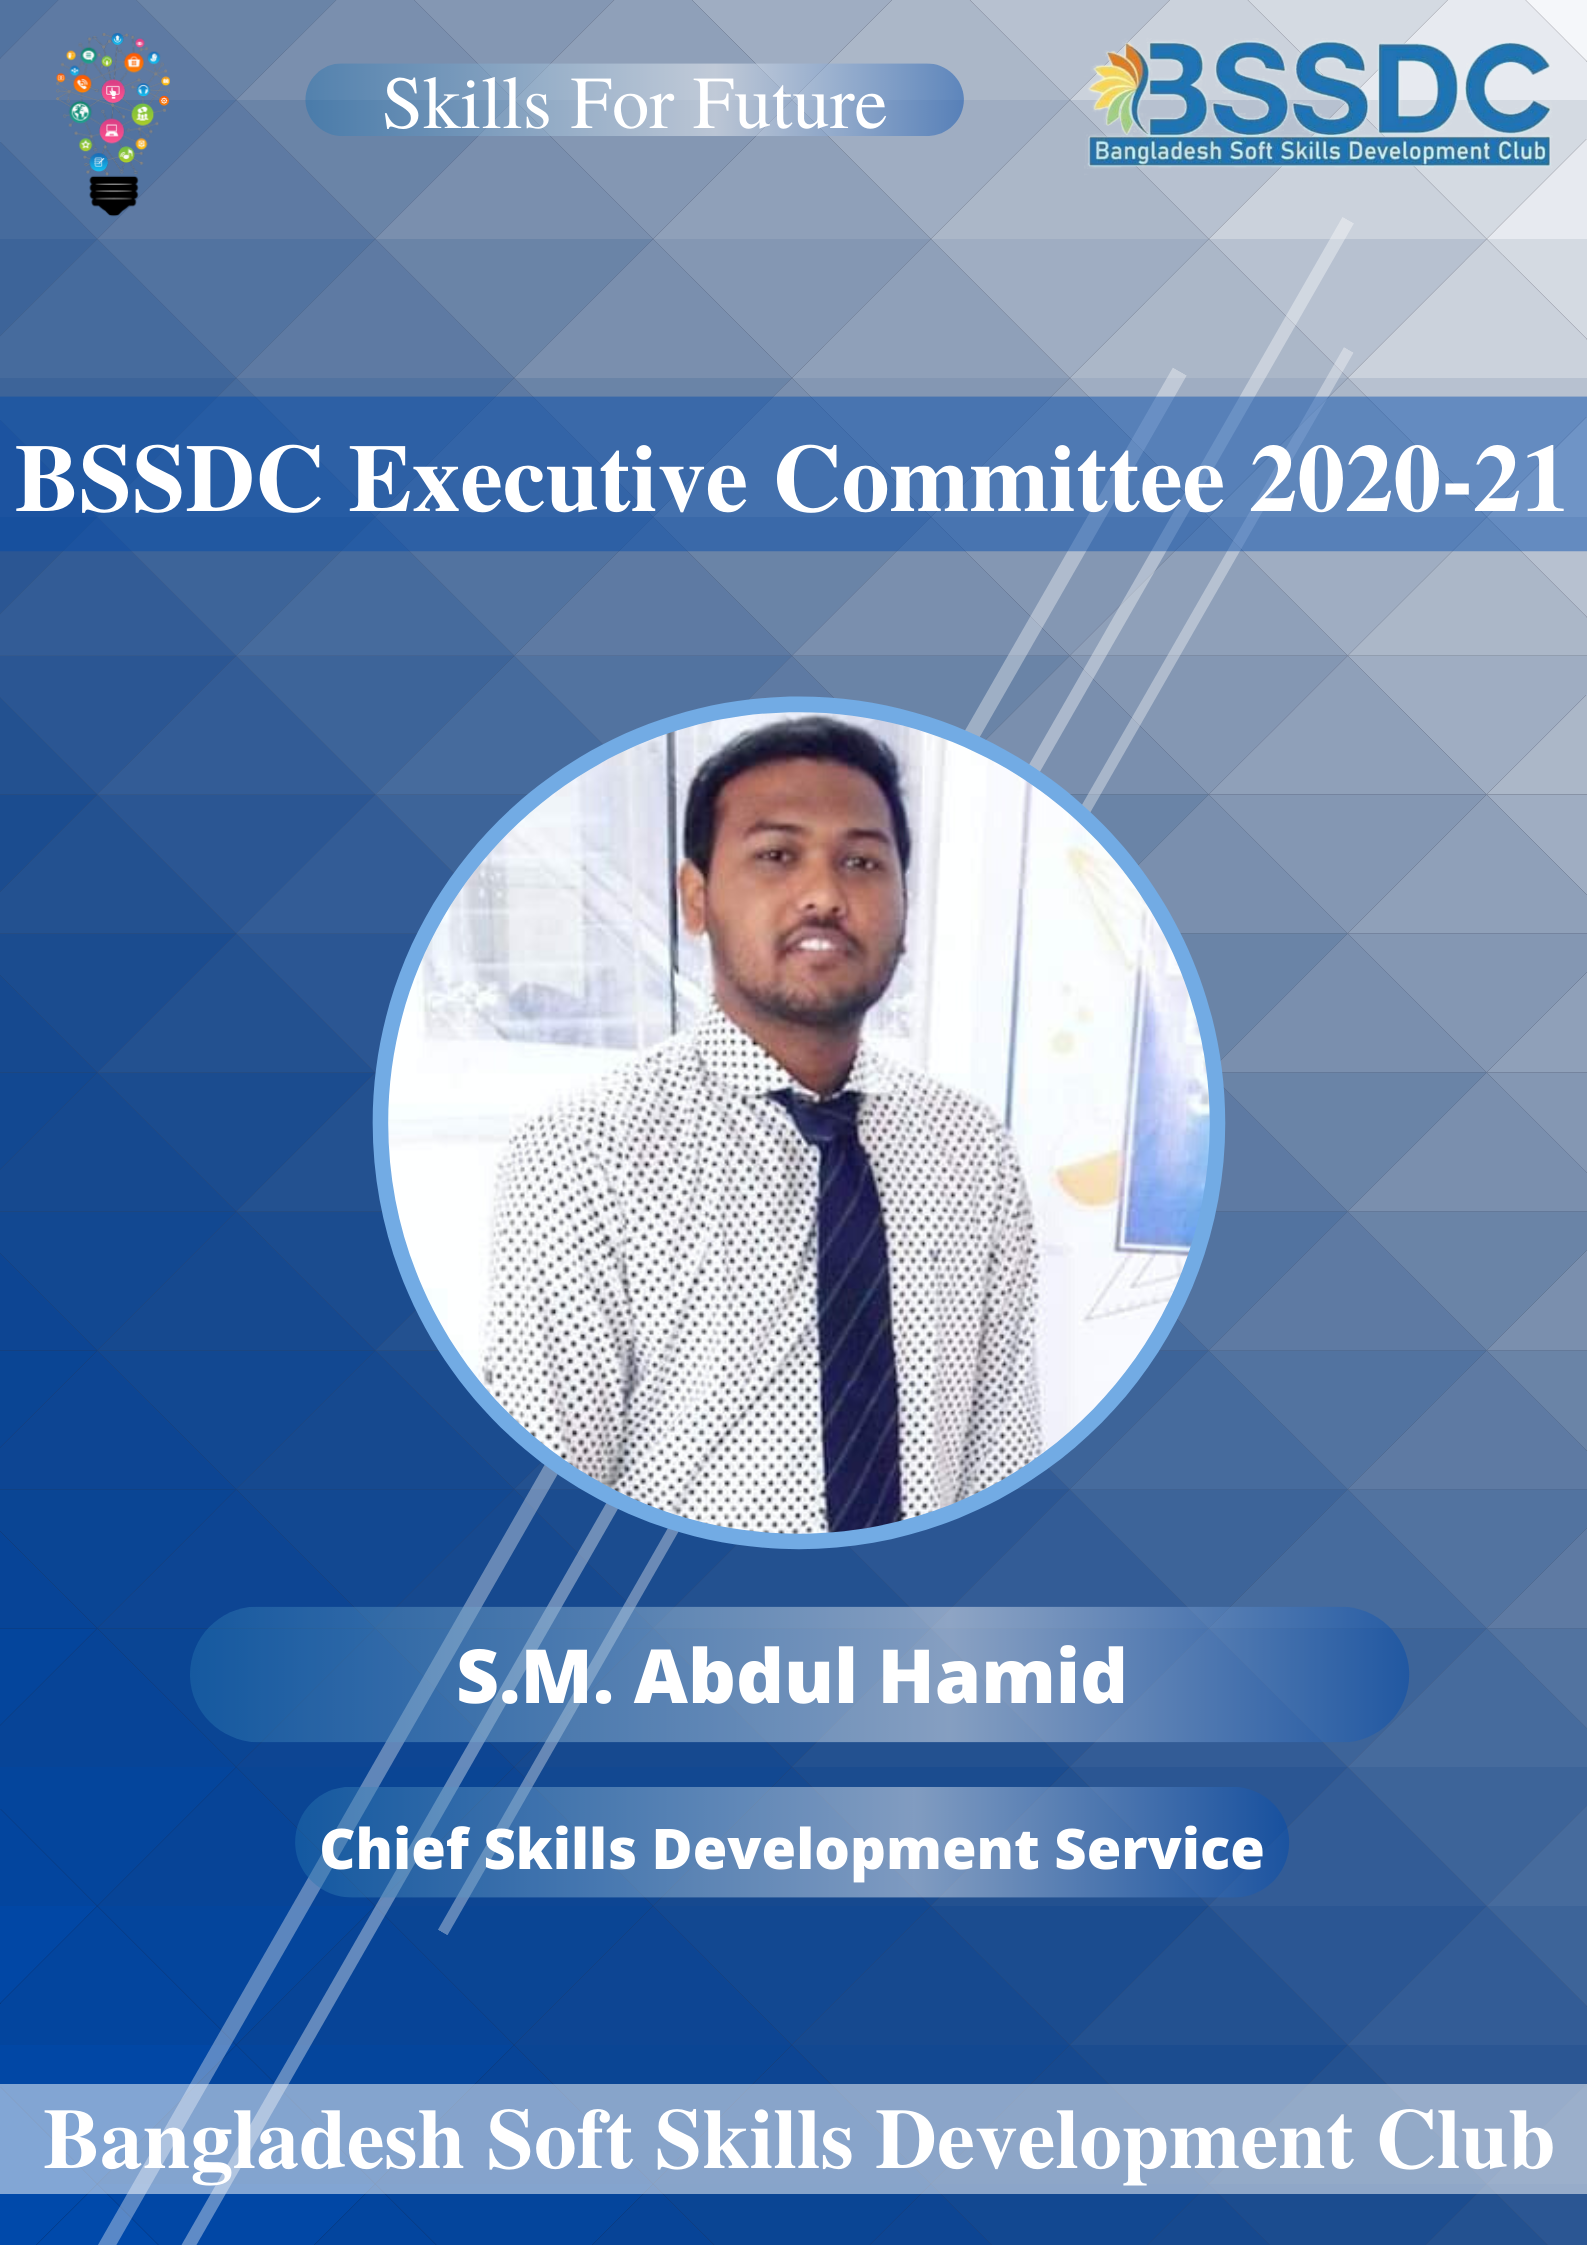 Skills For Future
BSSDC
Bangladesh Soft Skills Development Club
BSSDC Executive Committee 2020-21
S.M. Abdul Hamid
Chief Skills Development Service
Bangladesh Soft Skills Development Club